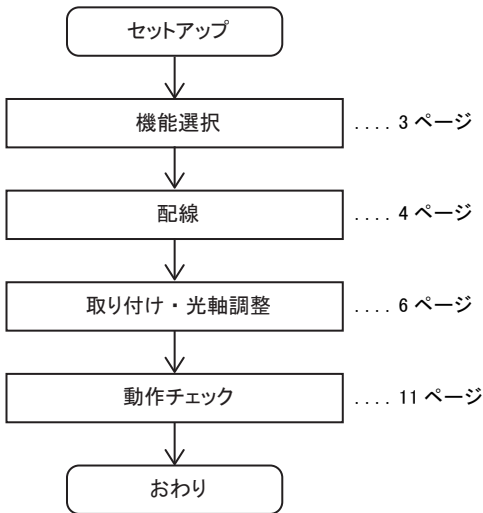 セットアップ
機能選択 .... 3 ページ
配線 .... 4 ページ
取り付け・光軸調整 .... 6 ページ
動作チェック .... 11 ページ
おわり